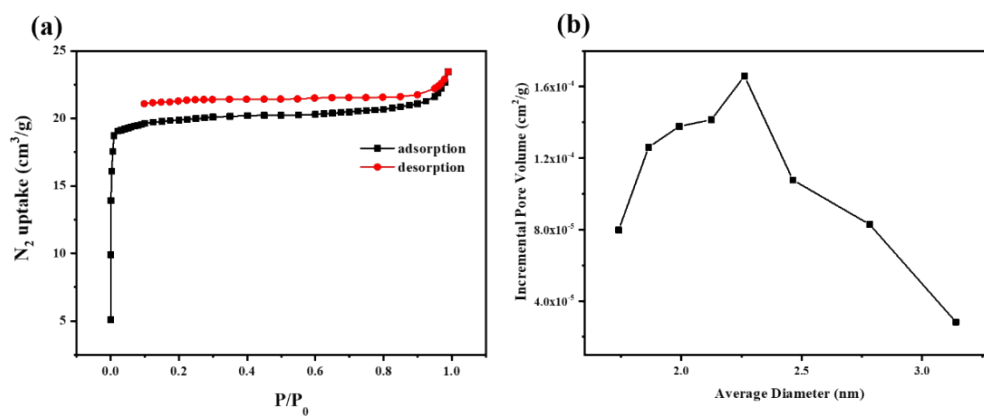 (a)
N₂ uptake (cm³/g)
25
20
15
10
5
0.0 0.2 0.4 0.6 0.8 1.0
P/P₀
adsorption
desorption
(b)
Incremental Pore Volume (cm²/g)
1.6x10⁻⁴
1.2x10⁻⁴
8.0x10⁻⁵
4.0x10⁻⁵
2.0 2.5 3.0
Average Diameter (nm)